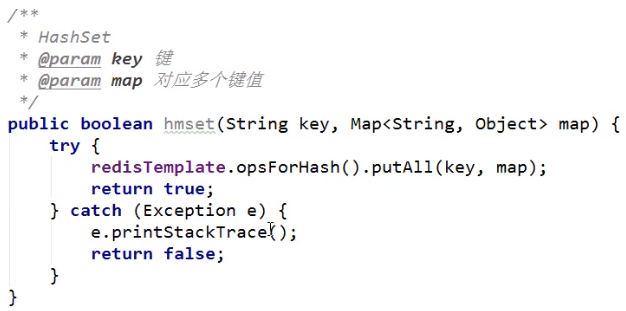 /**
 * HashSet
 * @param key 键
 * @param map 对应多个键值
 */
public boolean hmset(String key, Map<String, Object> map) {
    try {
        redisTemplate.opsForHash().putAll(key, map);
        return true;
    } catch (Exception e) {
        e.printStackTrace();
        return false;
    }
}